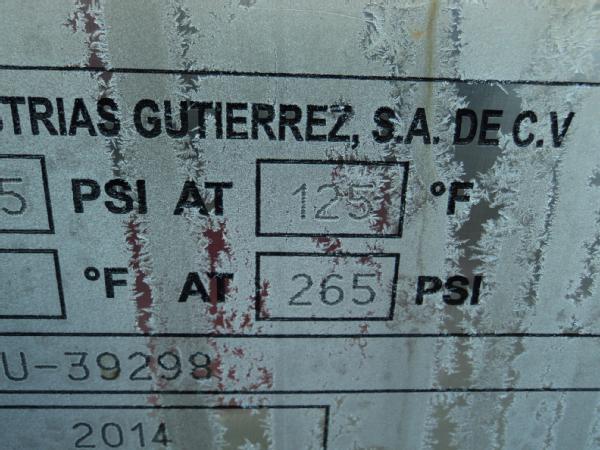 STRIAS GUTIERREZ, S.A. DE C.V
5 PSI AT 125 °F
°F AT 265 PSI
U-39298
2014